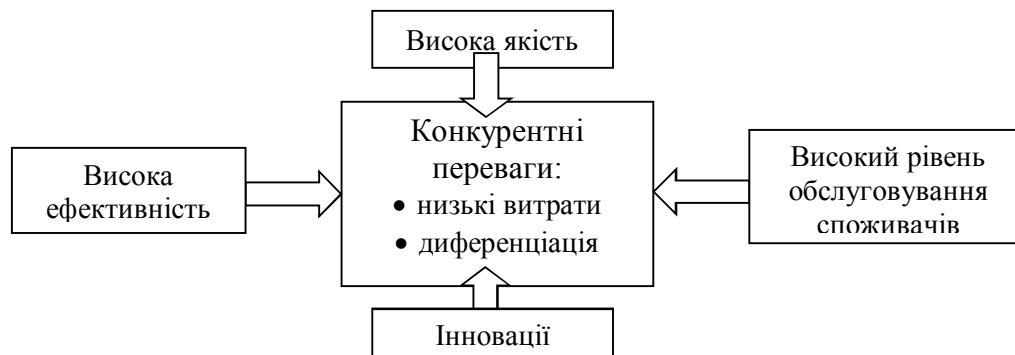 Висока якість
Конкурентні
переваги:
• низькі витрати
• диференціація
Висока
ефективність
Високий рівень
обслуговування
споживачів
Інновації